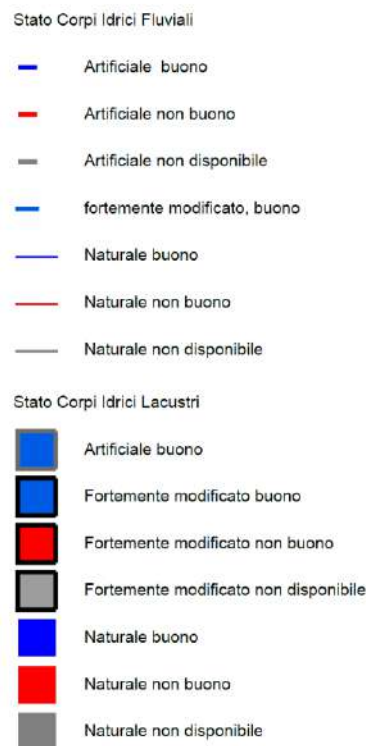 Stato Corpi Idrici Fluviali
Artificiale buono
Artificiale non buono
Artificiale non disponibile
fortemente modificato, buono
Naturale buono
Naturale non buono
Naturale non disponibile
Stato Corpi Idrici Lacustri
Artificiale buono
Fortemente modificato buono
Fortemente modificato non buono
Fortemente modificato non disponibile
Naturale buono
Naturale non buono
Naturale non disponibile